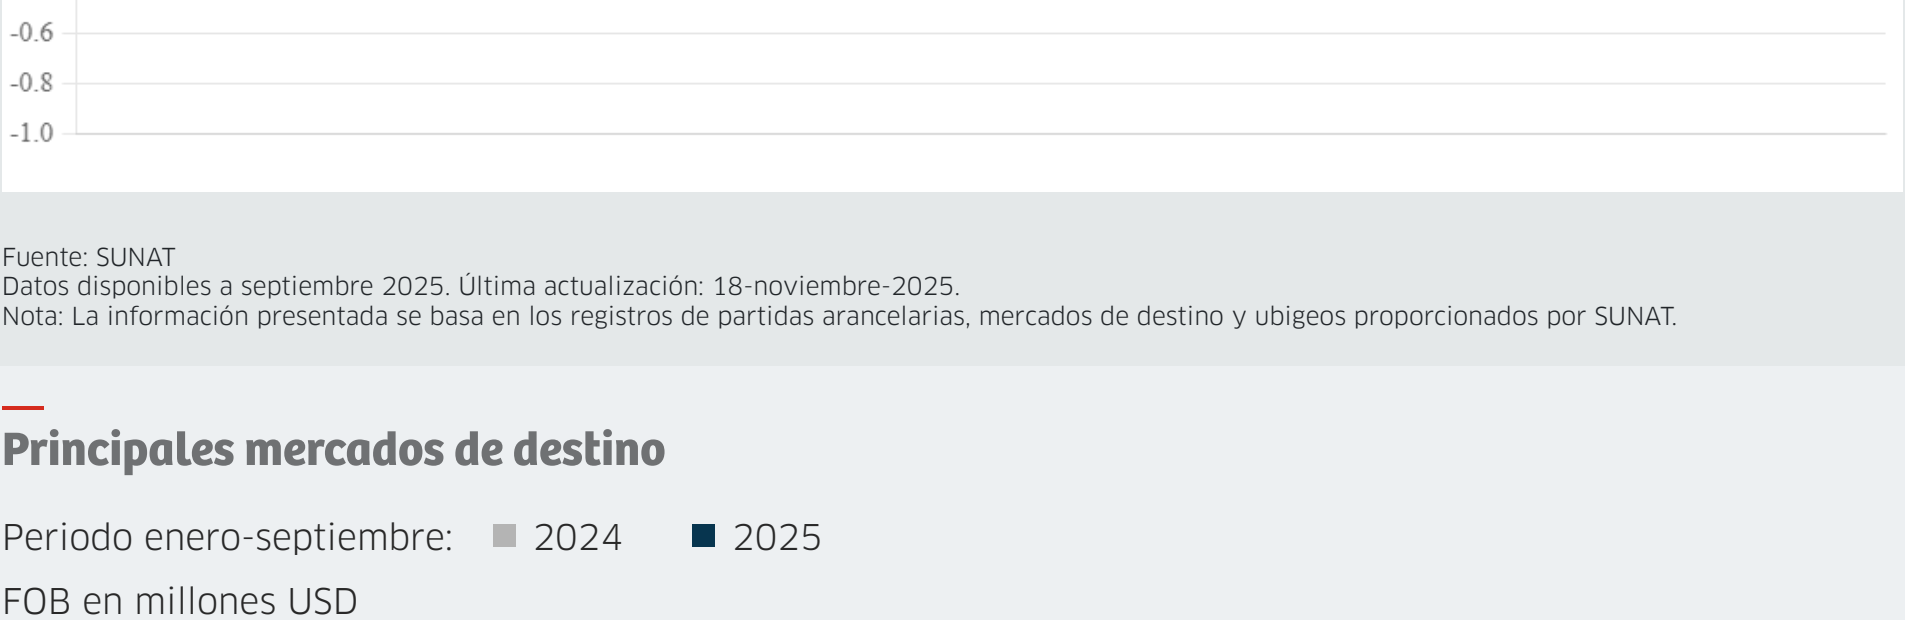 -0.6
-0.8
-1.0
Fuente: SUNAT
Datos disponibles a septiembre 2025. Última actualización: 18-noviembre-2025.
Nota: La información presentada se basa en los registros de partidas arancelarias, mercados de destino y ubigeos proporcionados por SUNAT.
Principales mercados de destino
Periodo enero-septiembre: 2024 2025
FOB en millones USD